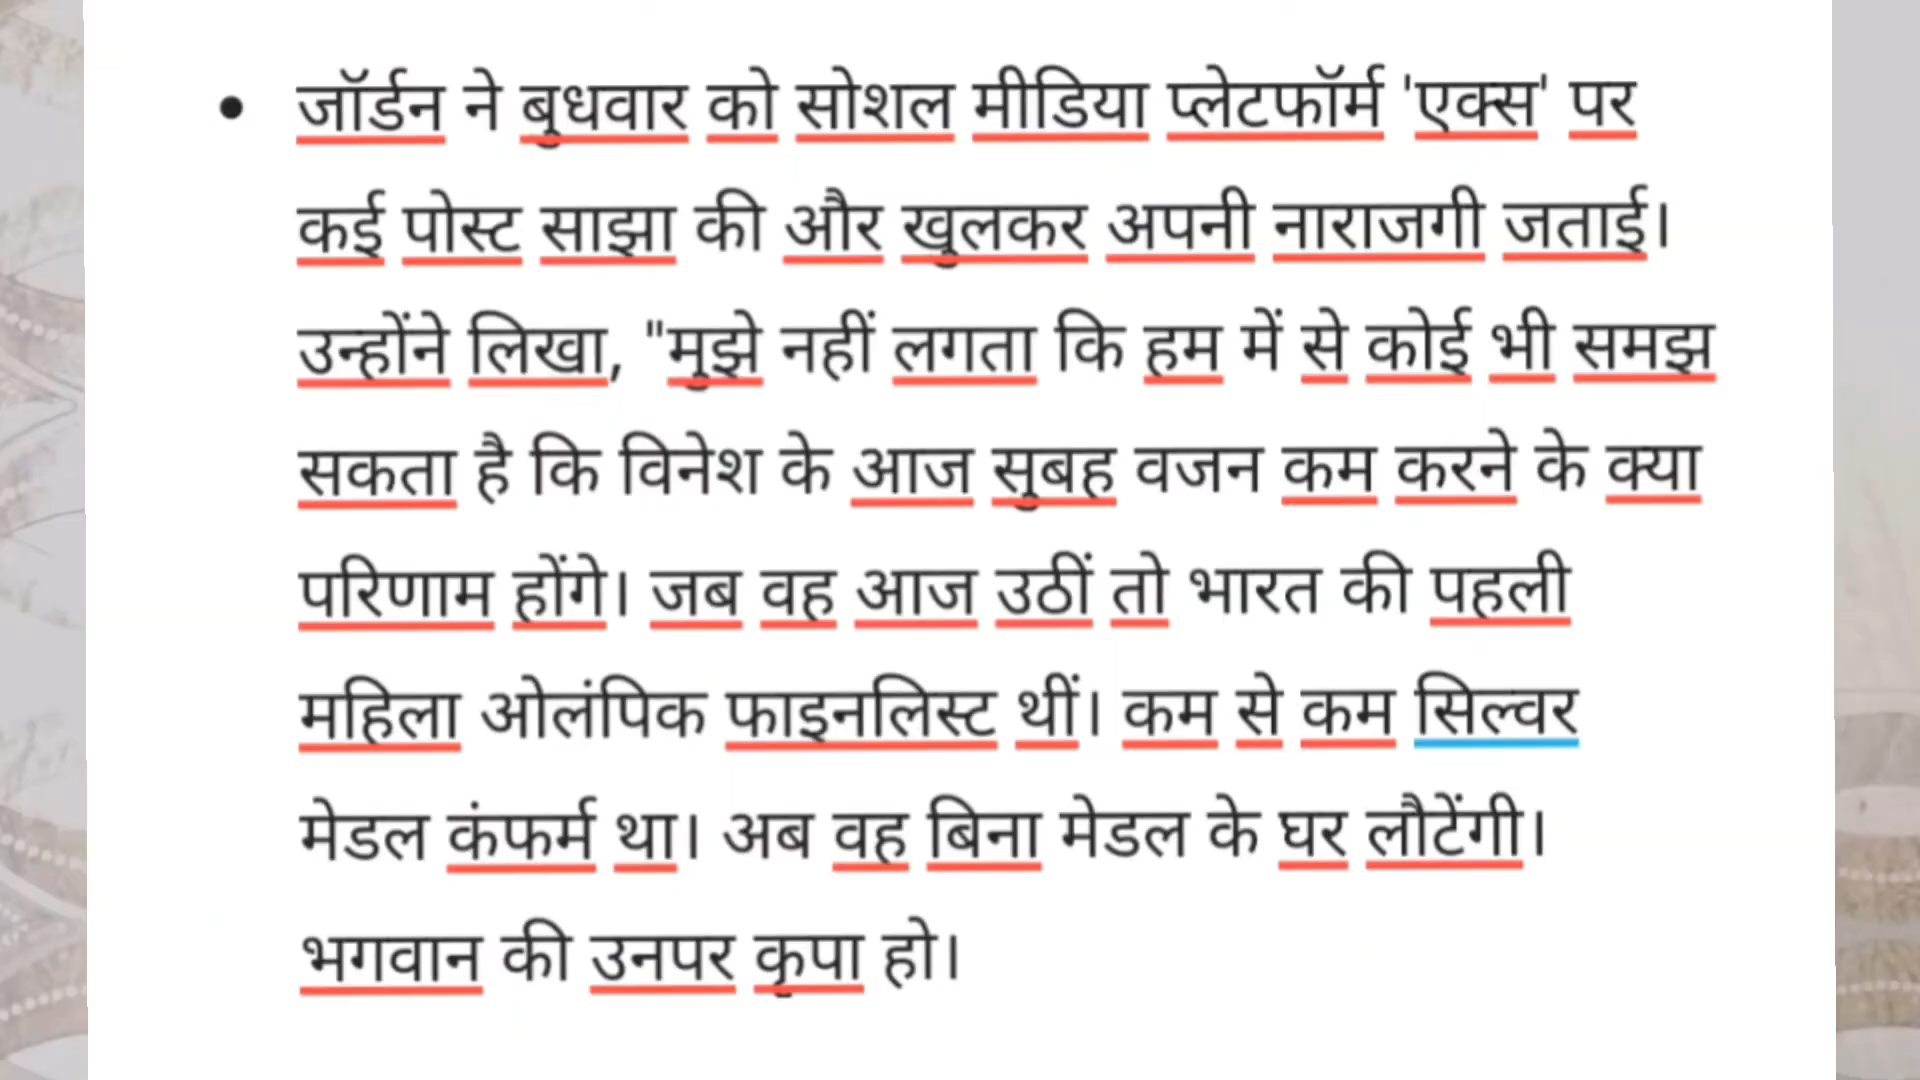 • जॉर्डन ने बुधवार को सोशल मीडिया प्लेटफॉर्म 'एक्स' पर
कई पोस्ट साझा की और खुलकर अपनी नाराजगी जताई।
उन्होंने लिखा, "मुझे नहीं लगता कि हम में से कोई भी समझ
सकता है कि विनेश के आज सुबह वजन कम करने के क्या
परिणाम होंगे। जब वह आज उठीं तो भारत की पहली
महिला ओलंपिक फाइनलिस्ट थीं। कम से कम सिल्वर
मेडल कंफर्म था। अब वह बिना मेडल के घर लौटेंगी।
भगवान की उनपर कृपा हो।